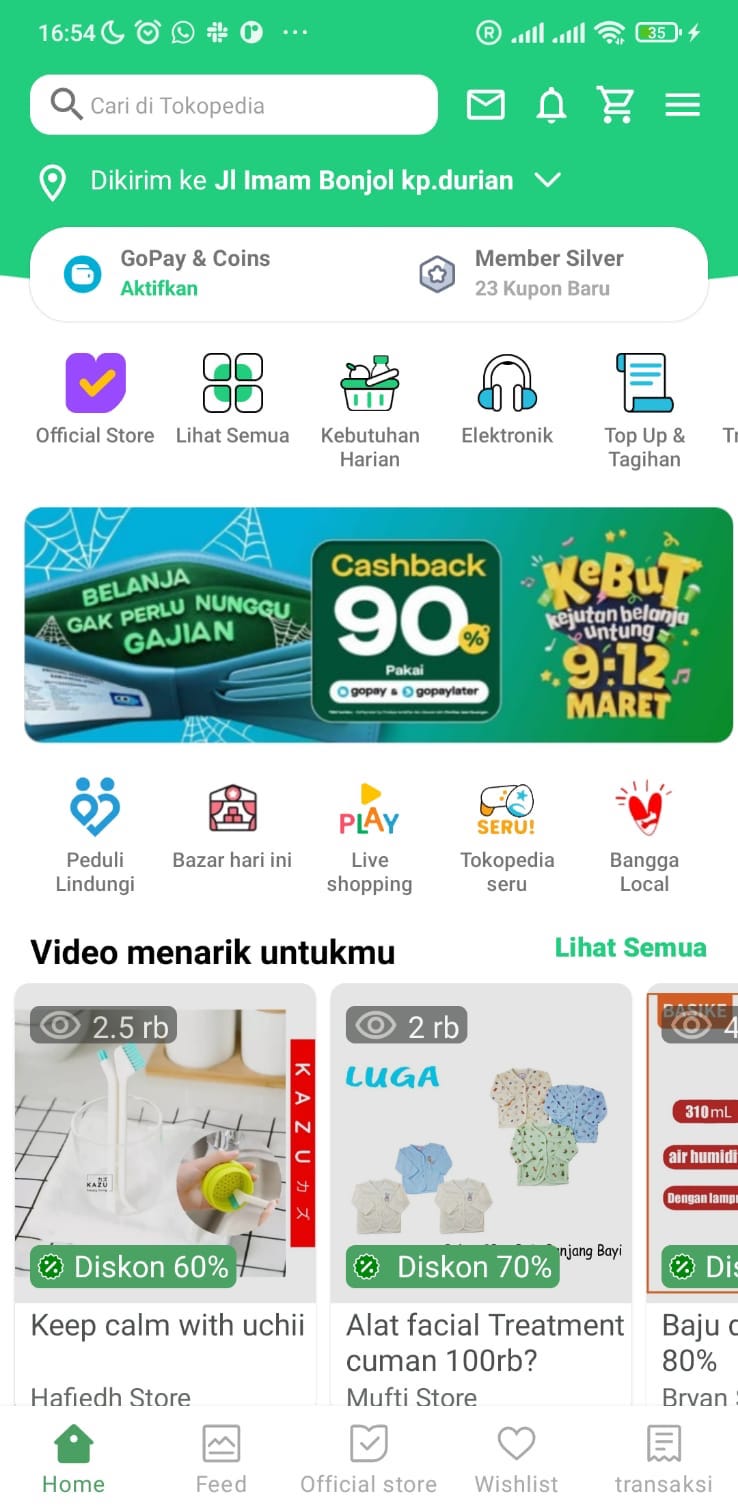 16:54
35
Cari di Tokopedia
Dikirim ke Jl Imam Bonjol kp.durian
GoPay & Coins
Aktifkan
Member Silver
23 Kupon Baru
Official Store
Lihat Semua
Kebutuhan
Harian
Elektronik
Top Up &
Tagihan
BELANJA
GAK PERLU NUNGGU
GAJIAN
Cashback
90%
Pakai
gopay & gopaylater
KeBUT
kejutan belanja
untung
9-12
MARET
Peduli
Lindungi
Bazar hari ini
PLAY
Live
shopping
SERU!
Tokopedia
seru
Bangga
Local
Video menarik untukmu
Lihat Semua
2.5 rb
KAZU カズ
カズ
KAZU
Diskon 60%
Keep calm with uchii
Hafiedh Store
2 rb
LUGA
njang Bayi
Diskon 70%
Alat facial Treatment
cuman 100rb?
Mufti Store
BASIKE
4
310mL
air humidi
Dengan lamp
Dis
Baju
80%
Bryan
Home
Feed
Official store
Wishlist
transaksi